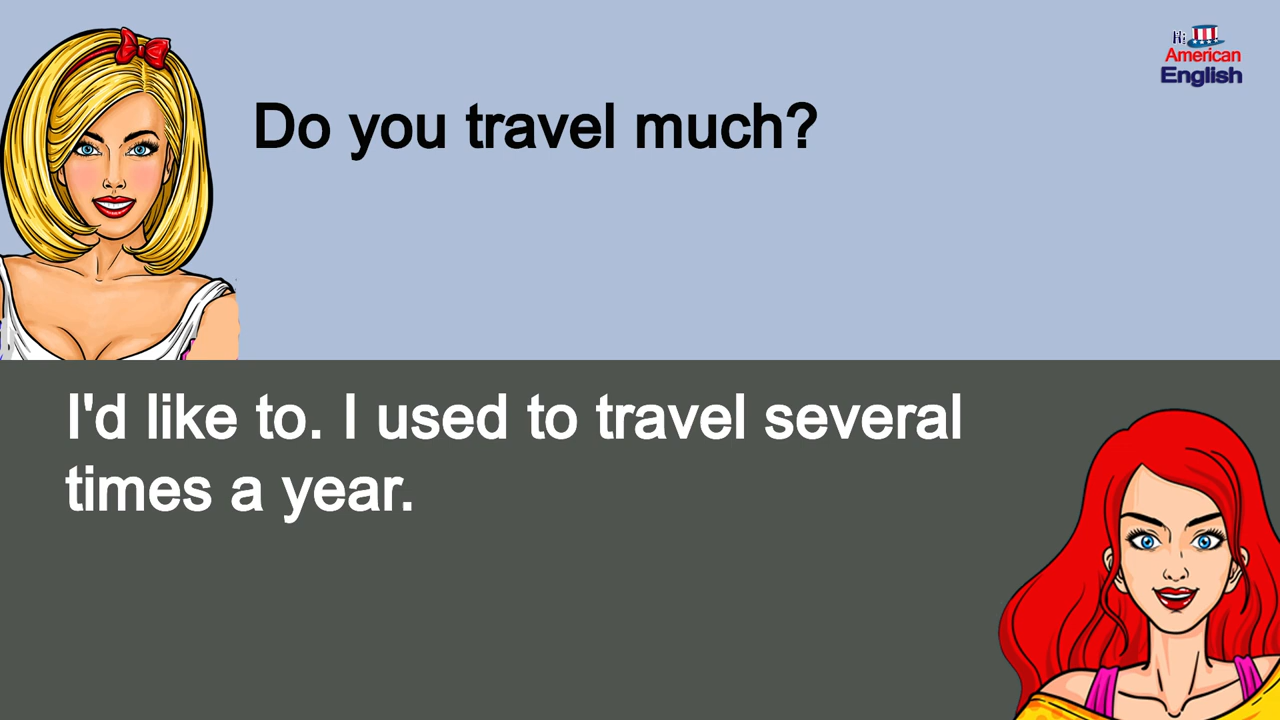 Hi
American
English
Do you travel much?
I'd like to. I used to travel several
times a year.